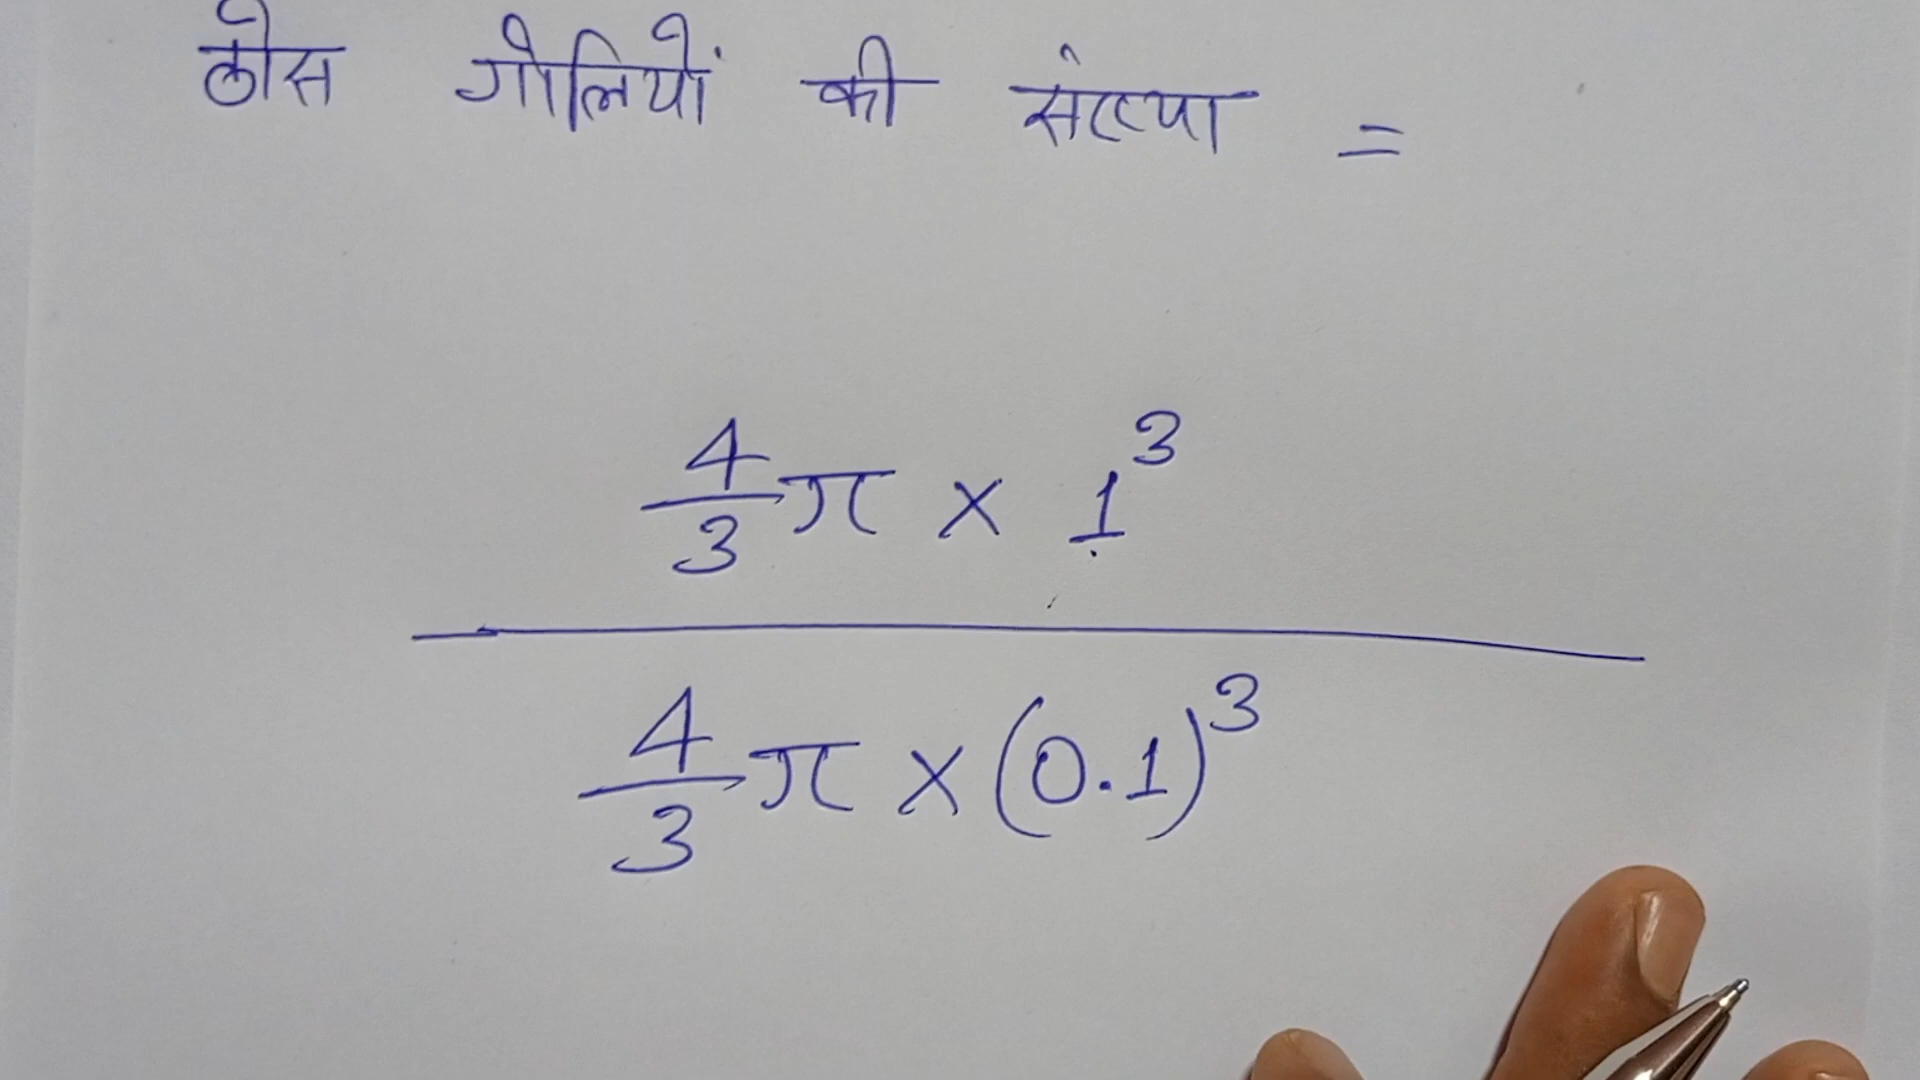 ठोस गोलियों की संख्या =
4/3 π × 1³
4/3 π × (0.1)³